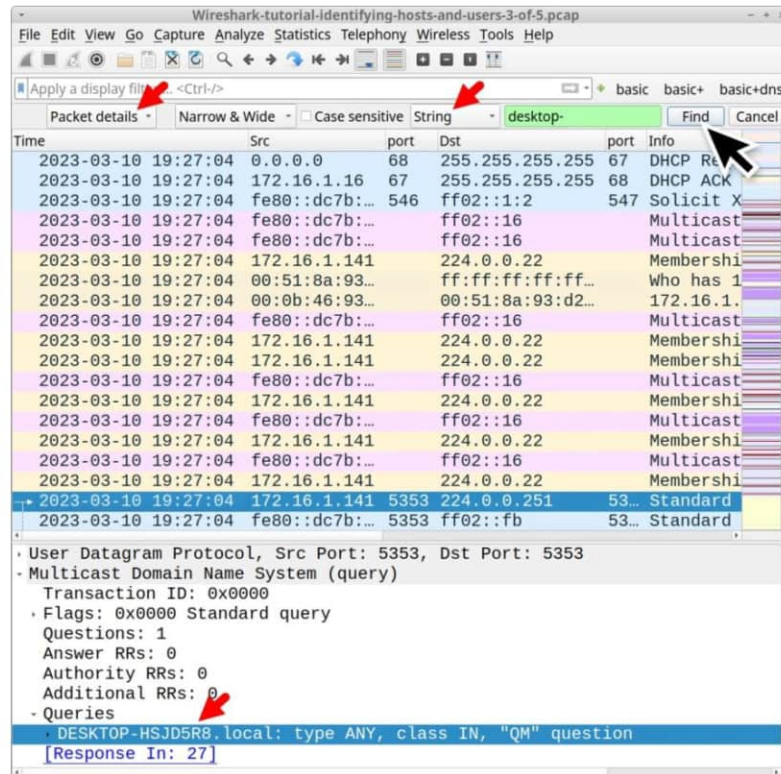 Wireshark-tutorial-identifying-hosts-and-users-3-of-5.pcap
File Edit View Go Capture Analyze Statistics Telephony Wireless Tools Help
Apply a display filt... <Ctrl-/> basic basic+ basic+dns
Packet details Narrow & Wide Case sensitive String desktop- Find Cancel
Time Src port Dst port Info
2023-03-10 19:27:04 0.0.0.0 68 255.255.255.255 67 DHCP Re
2023-03-10 19:27:04 172.16.1.16 67 255.255.255.255 68 DHCP ACK
2023-03-10 19:27:04 fe80::dc7b:… 546 ff02::1:2 547 Solicit X
2023-03-10 19:27:04 fe80::dc7b:… ff02::16 Multicast
2023-03-10 19:27:04 fe80::dc7b:… ff02::16 Multicast
2023-03-10 19:27:04 172.16.1.141 224.0.0.22 Membershi
2023-03-10 19:27:04 00:51:8a:93… ff:ff:ff:ff:ff… Who has 1
2023-03-10 19:27:04 00:0b:46:93… 00:51:8a:93:d2… 172.16.1.
2023-03-10 19:27:04 fe80::dc7b:… ff02::16 Multicast
2023-03-10 19:27:04 172.16.1.141 224.0.0.22 Membershi
2023-03-10 19:27:04 172.16.1.141 224.0.0.22 Membershi
2023-03-10 19:27:04 fe80::dc7b:… ff02::16 Multicast
2023-03-10 19:27:04 172.16.1.141 224.0.0.22 Membershi
2023-03-10 19:27:04 fe80::dc7b:… ff02::16 Multicast
2023-03-10 19:27:04 172.16.1.141 224.0.0.22 Membershi
2023-03-10 19:27:04 fe80::dc7b:… ff02::16 Multicast
2023-03-10 19:27:04 172.16.1.141 224.0.0.22 Membershi
2023-03-10 19:27:04 172.16.1.141 5353 224.0.0.251 53… Standard
2023-03-10 19:27:04 fe80::dc7b:… 5353 ff02::fb 53… Standard
User Datagram Protocol, Src Port: 5353, Dst Port: 5353
Multicast Domain Name System (query)
Transaction ID: 0x0000
Flags: 0x0000 Standard query
Questions: 1
Answer RRs: 0
Authority RRs: 0
Additional RRs: 0
Queries
DESKTOP-HSJD5R8.local: type ANY, class IN, "QM" question
[Response In: 27]